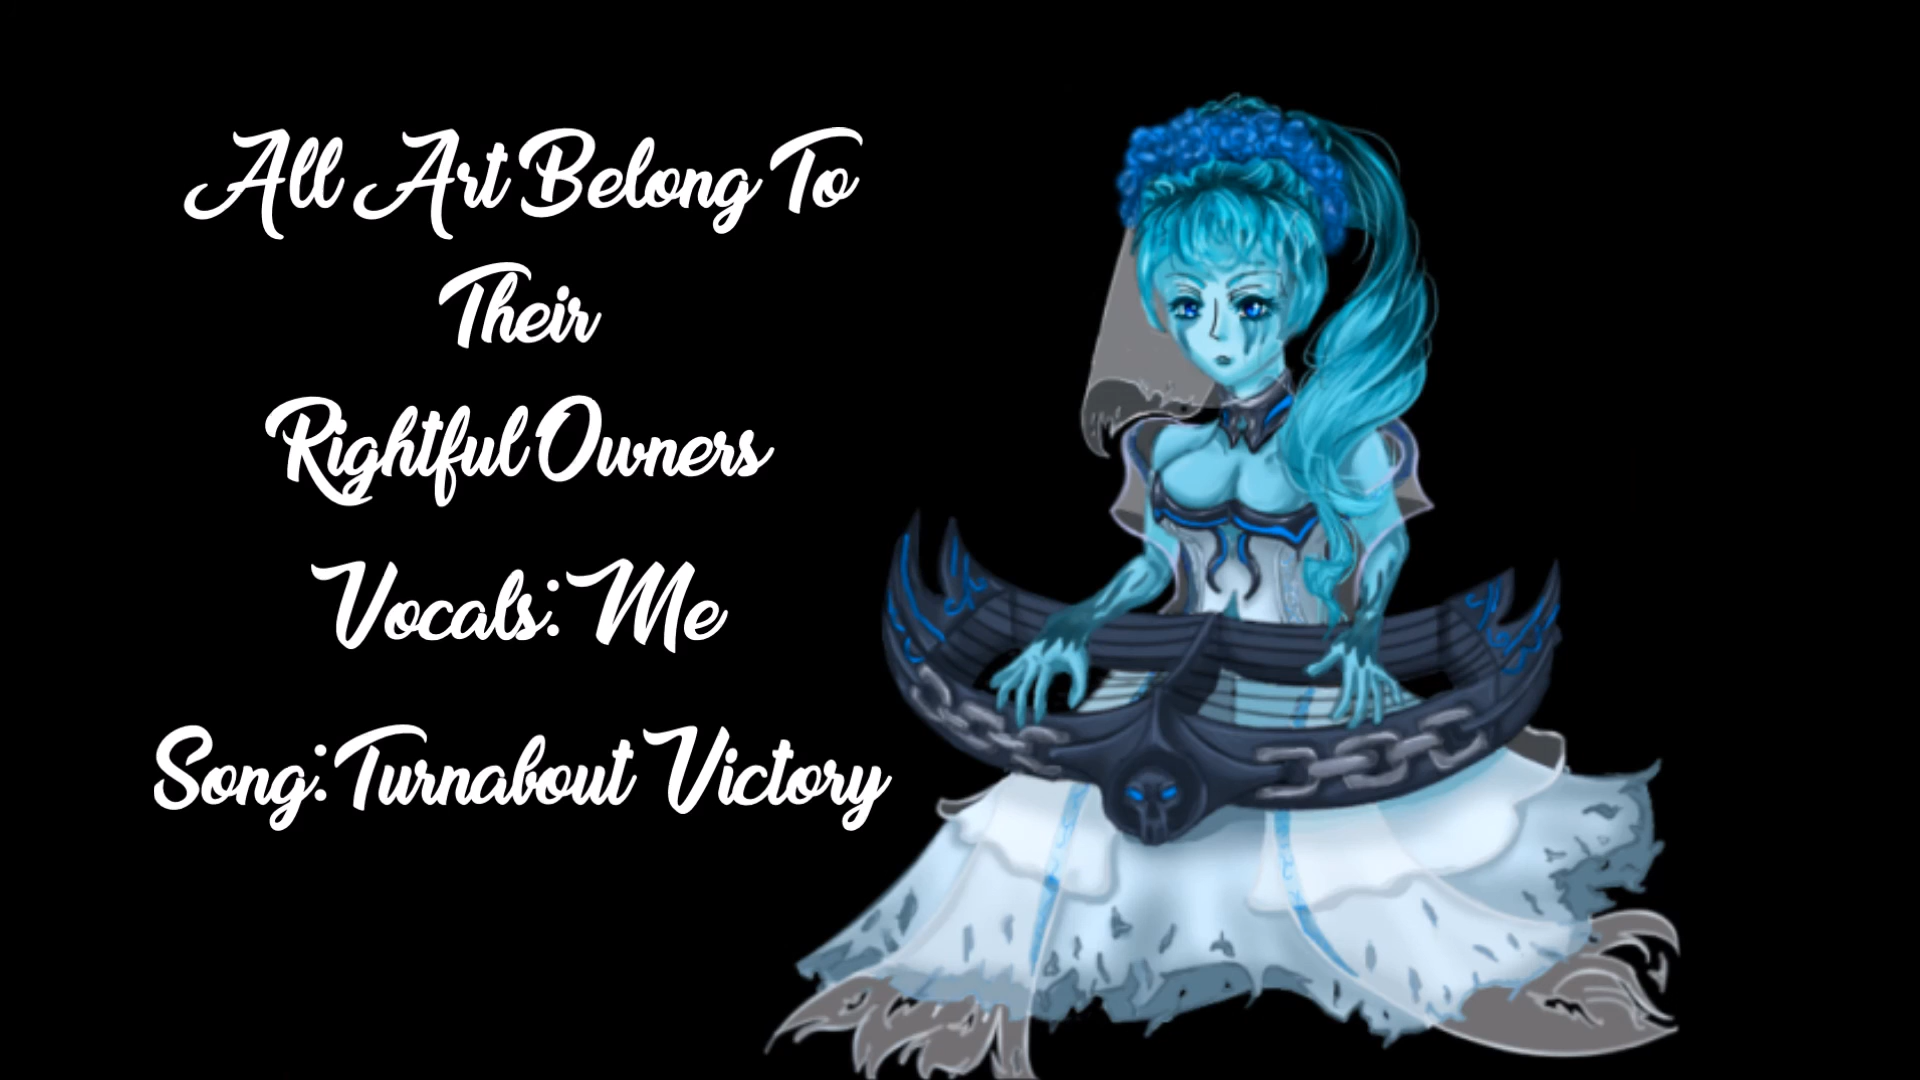 All Art Belong To
Their
Rightful Owners
Vocals: Me
Song: Turnabout Victory